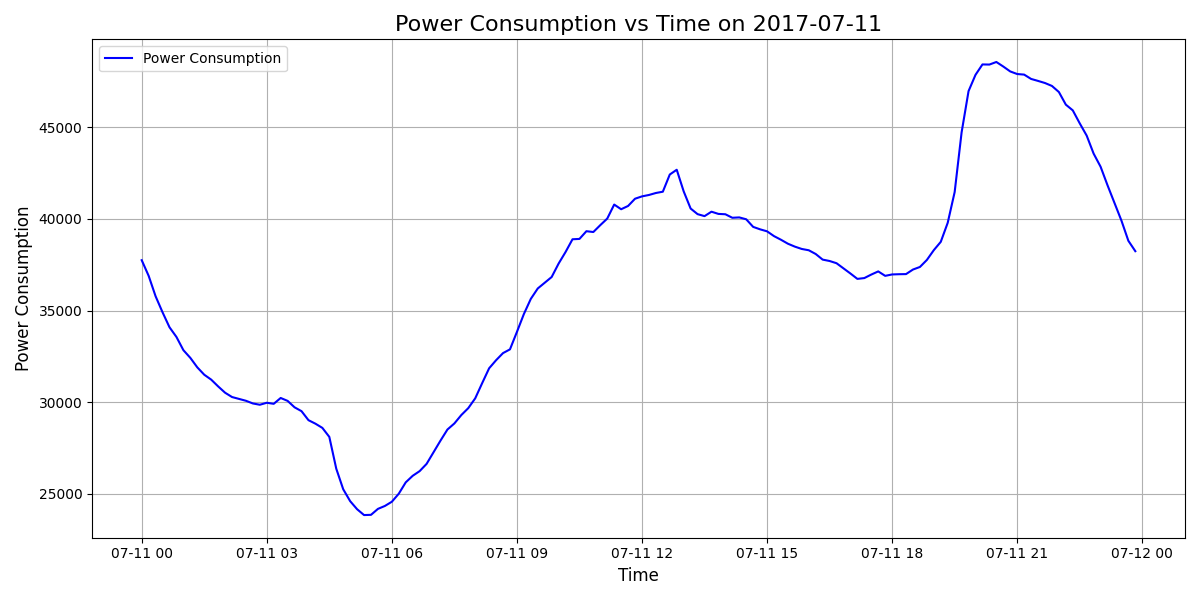 Power Consumption vs Time on 2017-07-11
Power Consumption
Power Consumption
45000
40000
35000
30000
25000
07-11 00 07-11 03 07-11 06 07-11 09 07-11 12 07-11 15 07-11 18 07-11 21 07-12 00
Time